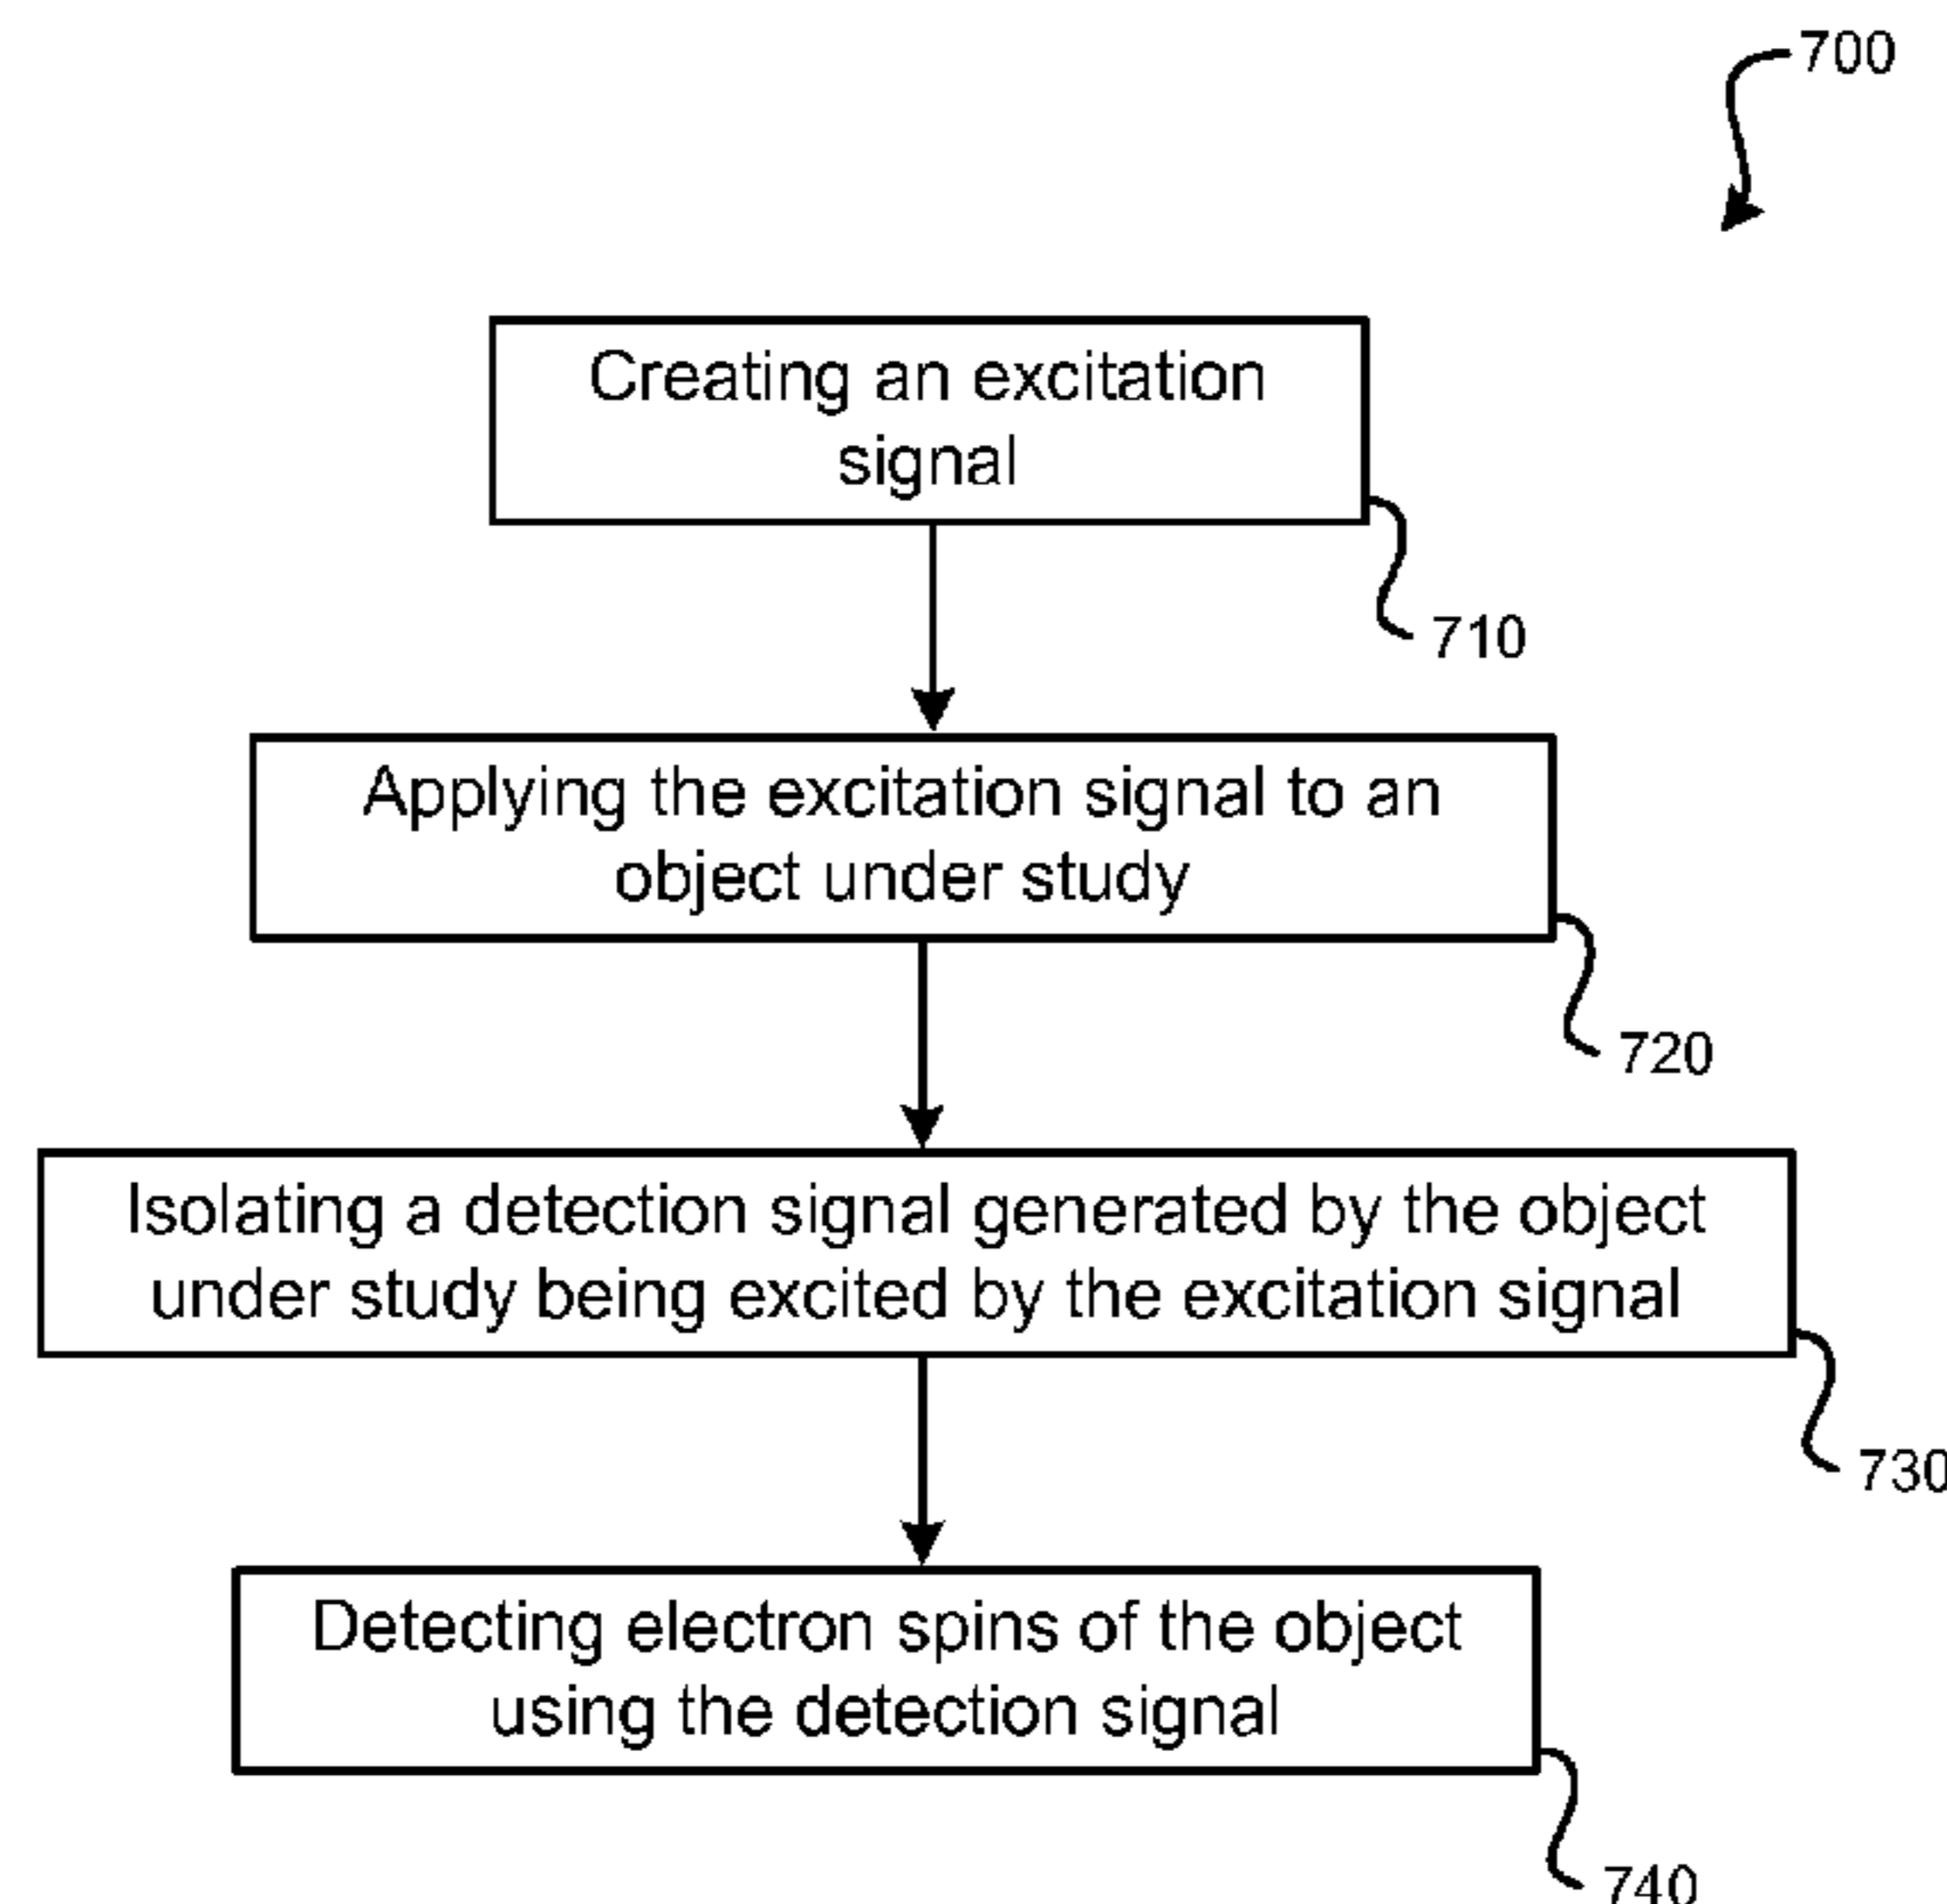 700
Creating an excitation
signal
710
Applying the excitation signal to an
object under study
720
Isolating a detection signal generated by the object
under study being excited by the excitation signal
730
Detecting electron spins of the object
using the detection signal
740